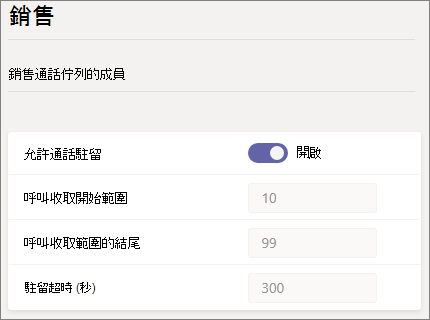 銷售
銷售通話佇列的成員
允許通話駐留 開啟
呼叫收取開始範圍 10
呼叫收取範圍的結尾 99
駐留超時 (秒) 300